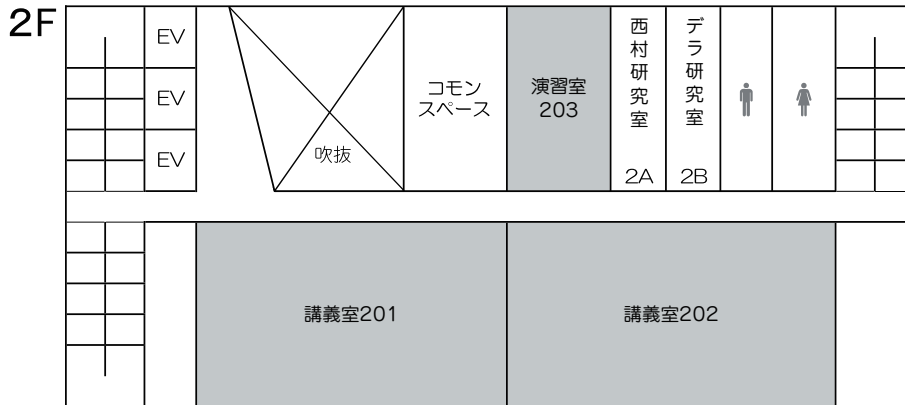 2F
EV
EV
EV
吹抜
コモン
スペース
演習室
203
西村研究室
2A
デラ研究室
2B
講義室201
講義室202